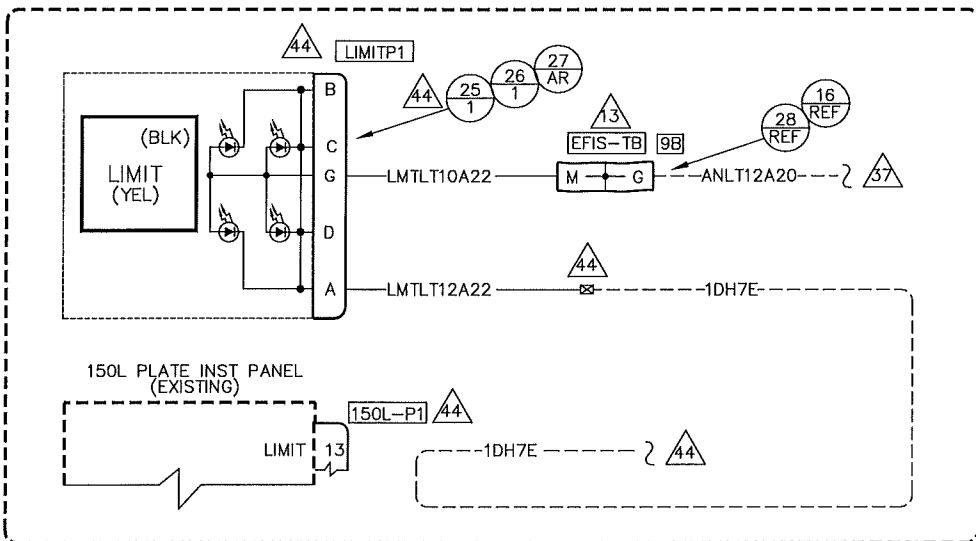 44 LIMITP1
B
C
G
D
A
(BLK)
LIMIT
(YEL)
44
25
1
26
1
27
AR
13
EFIS-TB 9B
28
REF
16
REF
LMTLT10A22
M G
ANLT12A20
37
44
LMTLT12A22
1DH7E
150L PLATE INST PANEL
(EXISTING)
150L-P1 44
LIMIT 13
1DH7E
44